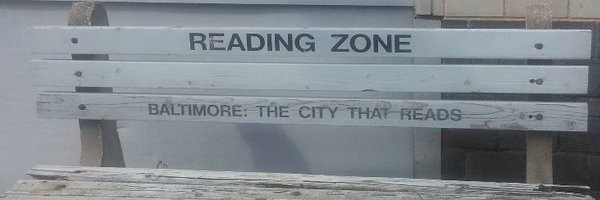 READING ZONE
BALTIMORE: THE CITY THAT READS